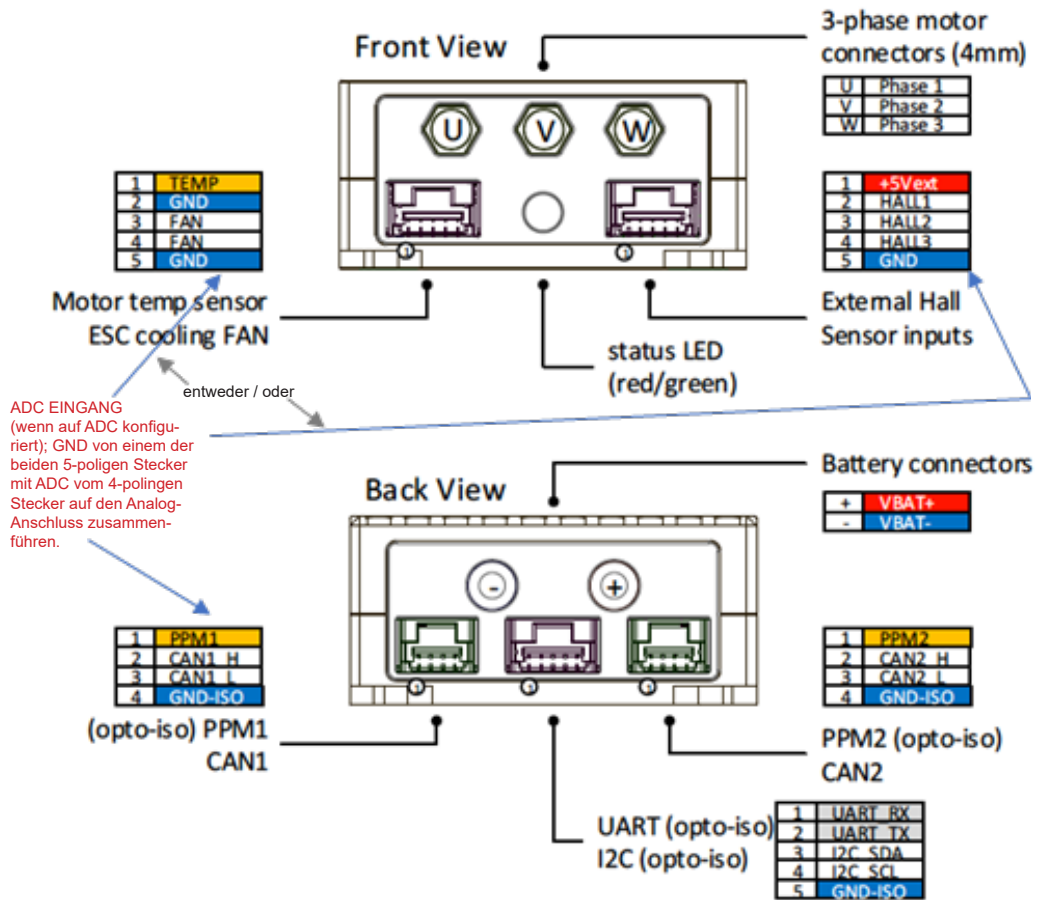 Front View
3-phase motor
connectors (4mm)
U Phase 1
V Phase 2
W Phase 3
U V W
1 TEMP
2 GND
3 FAN
4 FAN
5 GND
1 +5Vext
2 HALL1
3 HALL2
4 HALL3
5 GND
1
1
Motor temp sensor
ESC cooling FAN
External Hall
Sensor inputs
status LED
(red/green)
entweder / oder
ADC EINGANG
(wenn auf ADC konfigu-
riert); GND von einem der
beiden 5-poligen Stecker
mit ADC vom 4-polingen
Stecker auf den Analog-
Anschluss zusammen-
führen.
Back View
Battery connectors
+ VBAT+
- VBAT-
- +
1 PPM1
2 CAN1_H
3 CAN1_L
4 GND-ISO
1 PPM2
2 CAN2_H
3 CAN2_L
4 GND-ISO
1
1
1
(opto-iso) PPM1
CAN1
PPM2 (opto-iso)
CAN2
UART (opto-iso)
I2C (opto-iso)
1 UART_RX
2 UART_TX
3 I2C_SDA
4 I2C_SCL
5 GND-ISO